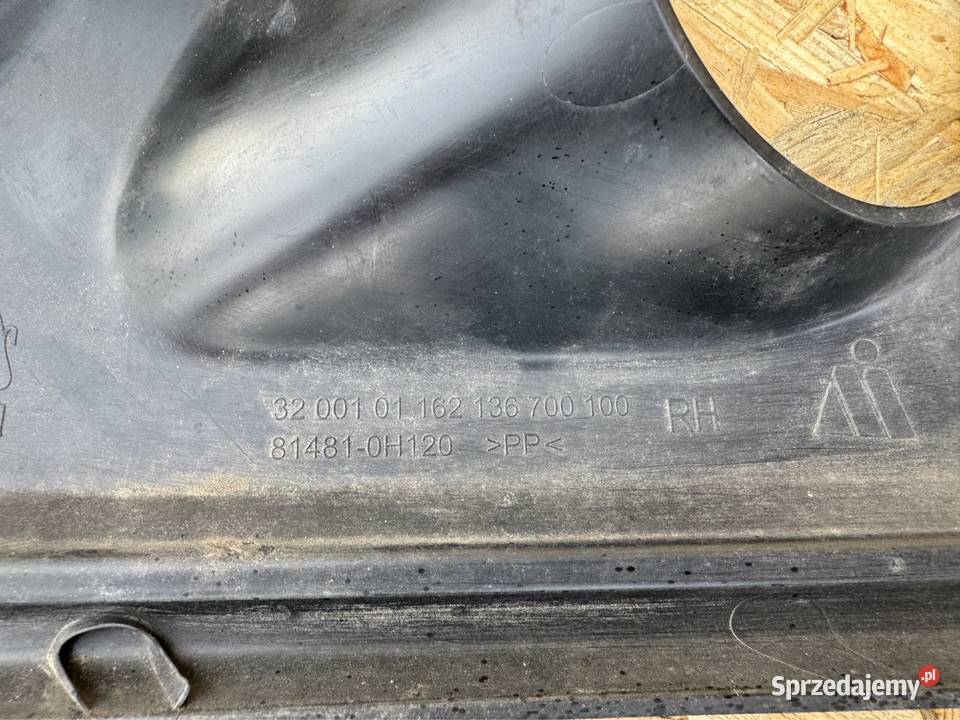 32 001 01 162 136 700 100 RH
81481-0H120 >PP<
Sprzedajemy.pl